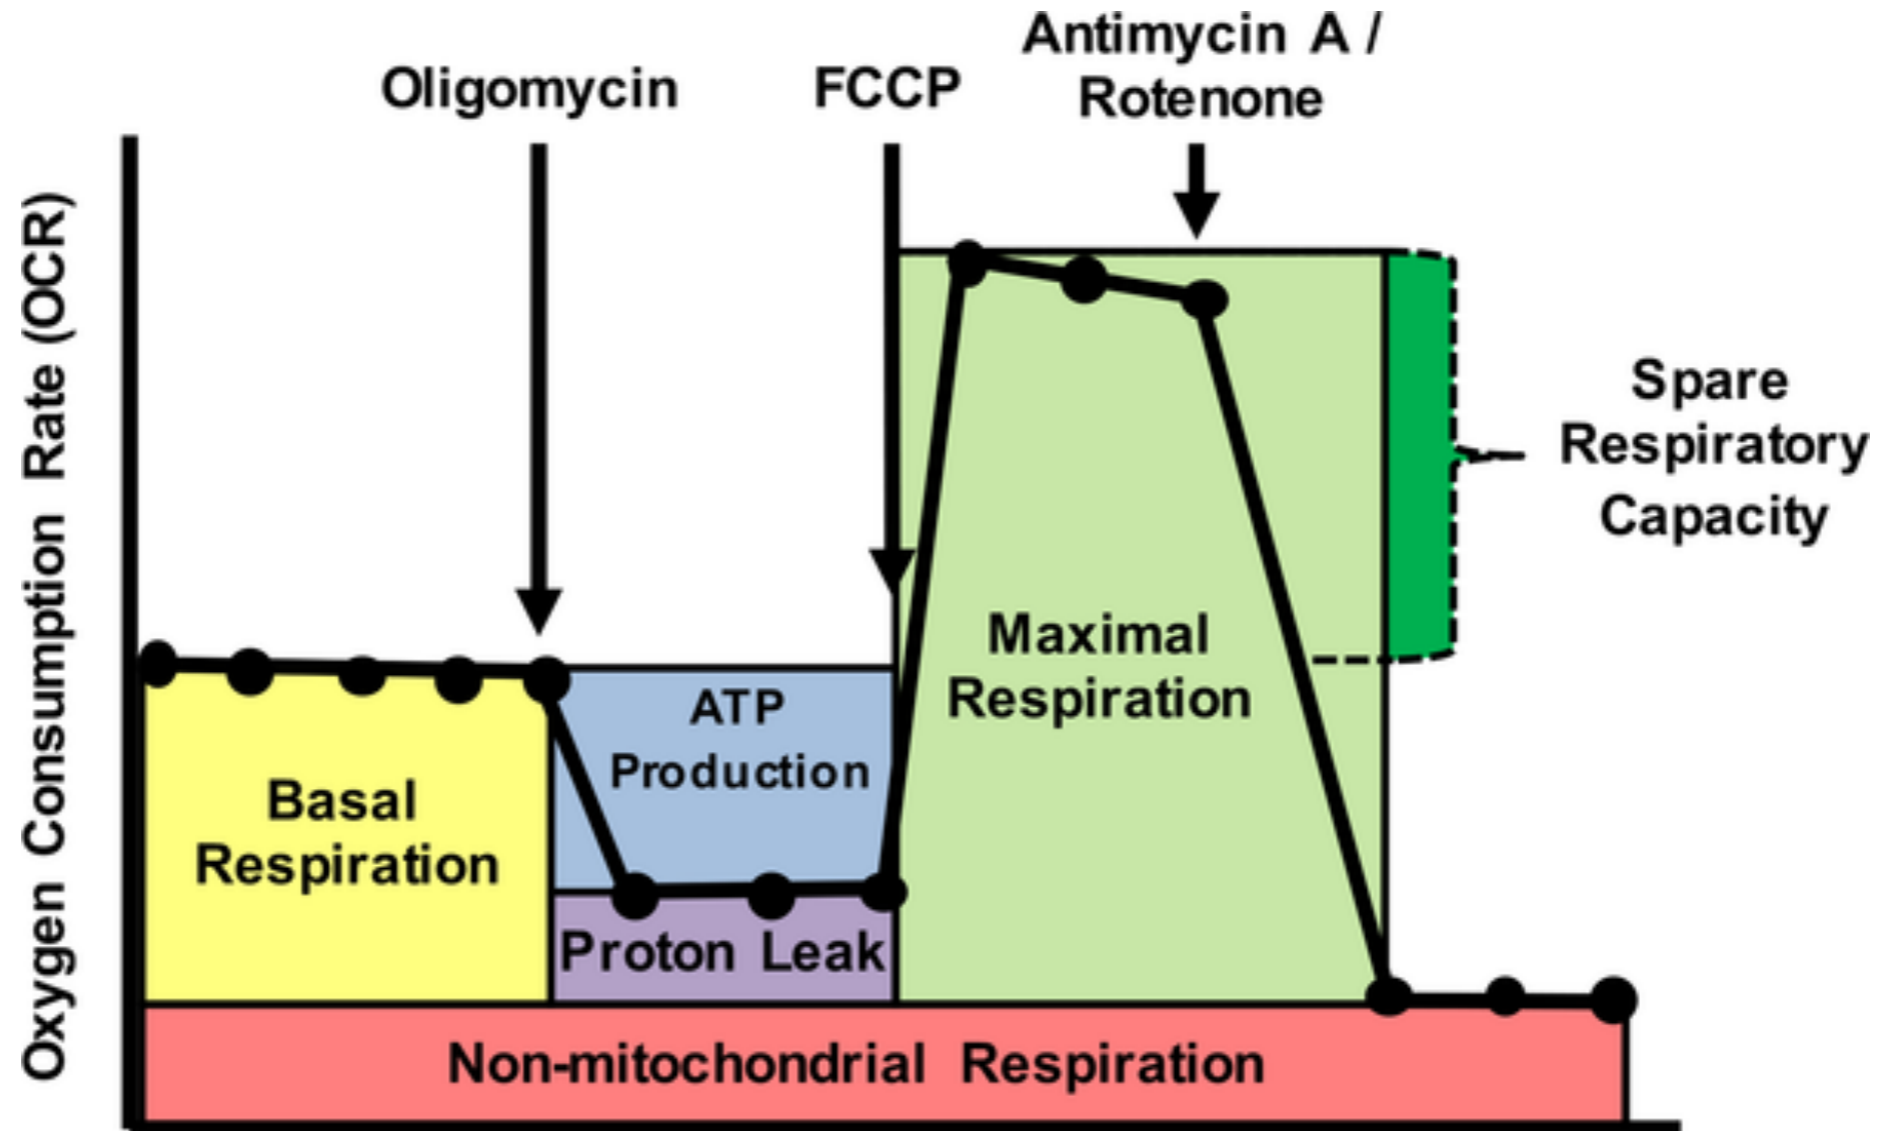 Antimycin A /
Rotenone
Oligomycin
FCCP
Oxygen Consumption Rate (OCR)
Spare
Respiratory
Capacity
Maximal
Respiration
ATP
Production
Basal
Respiration
Proton Leak
Non-mitochondrial Respiration